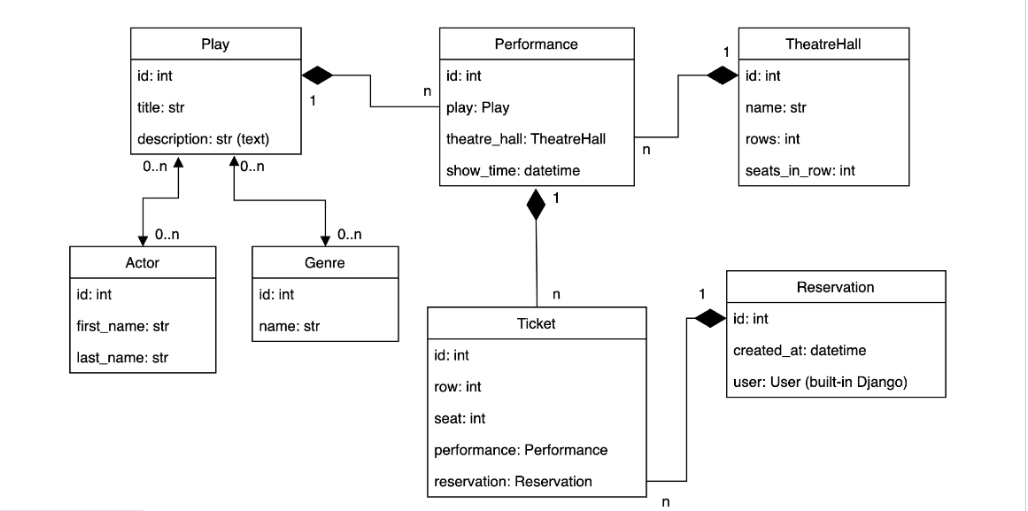 Play
id: int
title: str
description: str (text)
1
n
Performance
id: int
play: Play
theatre_hall: TheatreHall
show_time: datetime
1
n
TheatreHall
id: int
name: str
rows: int
seats_in_row: int
0..n
0..n
0..n
0..n
Actor
id: int
first_name: str
last_name: str
Genre
id: int
name: str
1
n
Ticket
id: int
row: int
seat: int
performance: Performance
reservation: Reservation
1
n
Reservation
id: int
created_at: datetime
user: User (built-in Django)